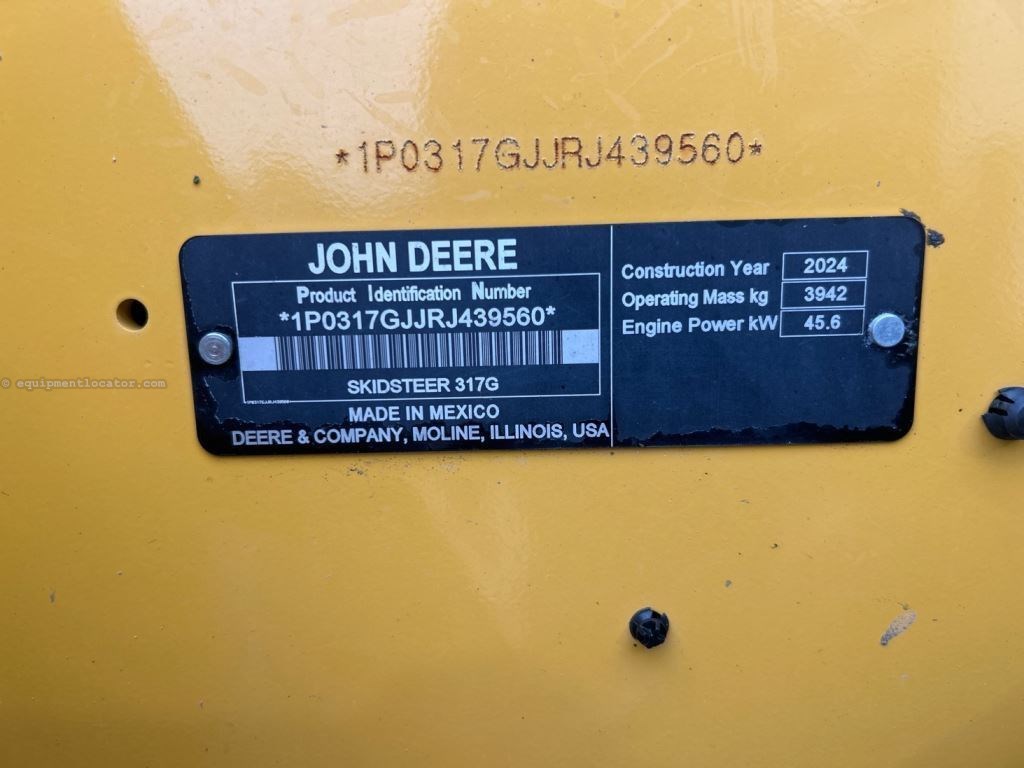 *1P0317GJJRJ439560*
JOHN DEERE
Product Identification Number
*1P0317GJJRJ439560*
SKIDSTEER 317G
1P0317GJJRJ439560
MADE IN MEXICO
DEERE & COMPANY, MOLINE, ILLINOIS, USA
Construction Year 2024
Operating Mass kg 3942
Engine Power kW 45.6
© equipmentlocator.com